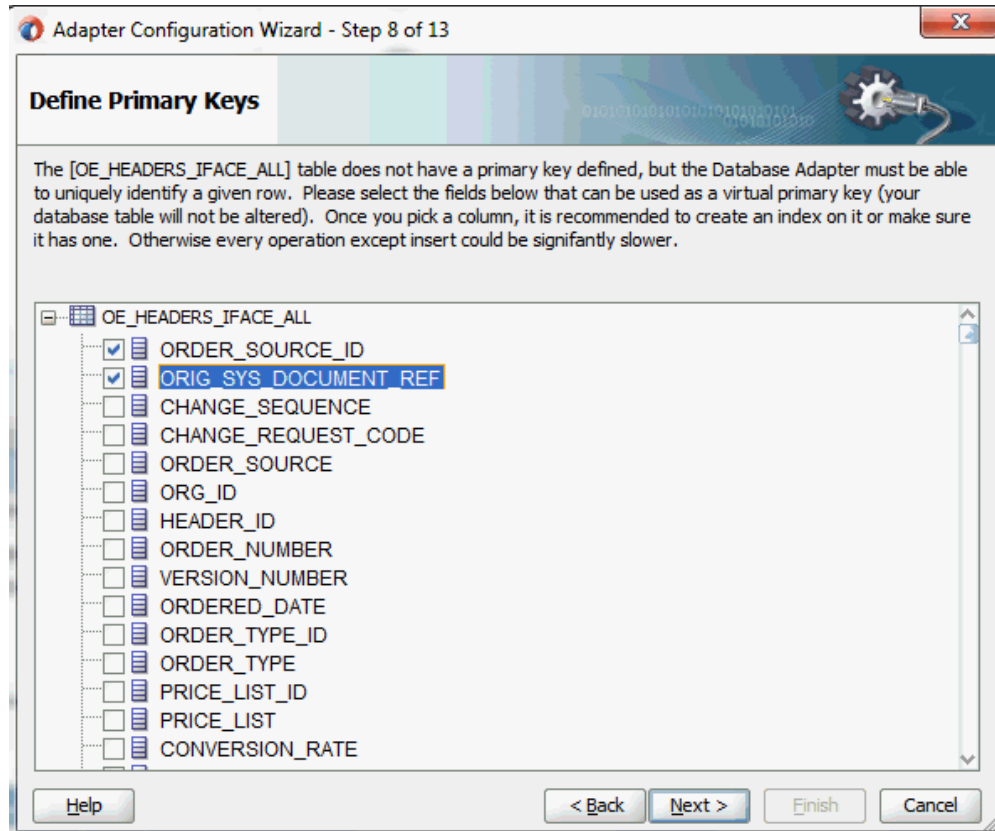 Adapter Configuration Wizard - Step 8 of 13
Define Primary Keys
The [OE_HEADERS_IFACE_ALL] table does not have a primary key defined, but the Database Adapter must be able
to uniquely identify a given row.  Please select the fields below that can be used as a virtual primary key (your
database table will not be altered).  Once you pick a column, it is recommended to create an index on it or make sure
it has one.  Otherwise every operation except insert could be signifantly slower.
OE_HEADERS_IFACE_ALL
ORDER_SOURCE_ID
ORIG_SYS_DOCUMENT_REF
CHANGE_SEQUENCE
CHANGE_REQUEST_CODE
ORDER_SOURCE
ORG_ID
HEADER_ID
ORDER_NUMBER
VERSION_NUMBER
ORDERED_DATE
ORDER_TYPE_ID
ORDER_TYPE
PRICE_LIST_ID
PRICE_LIST
CONVERSION_RATE
Help < Back Next > Finish Cancel